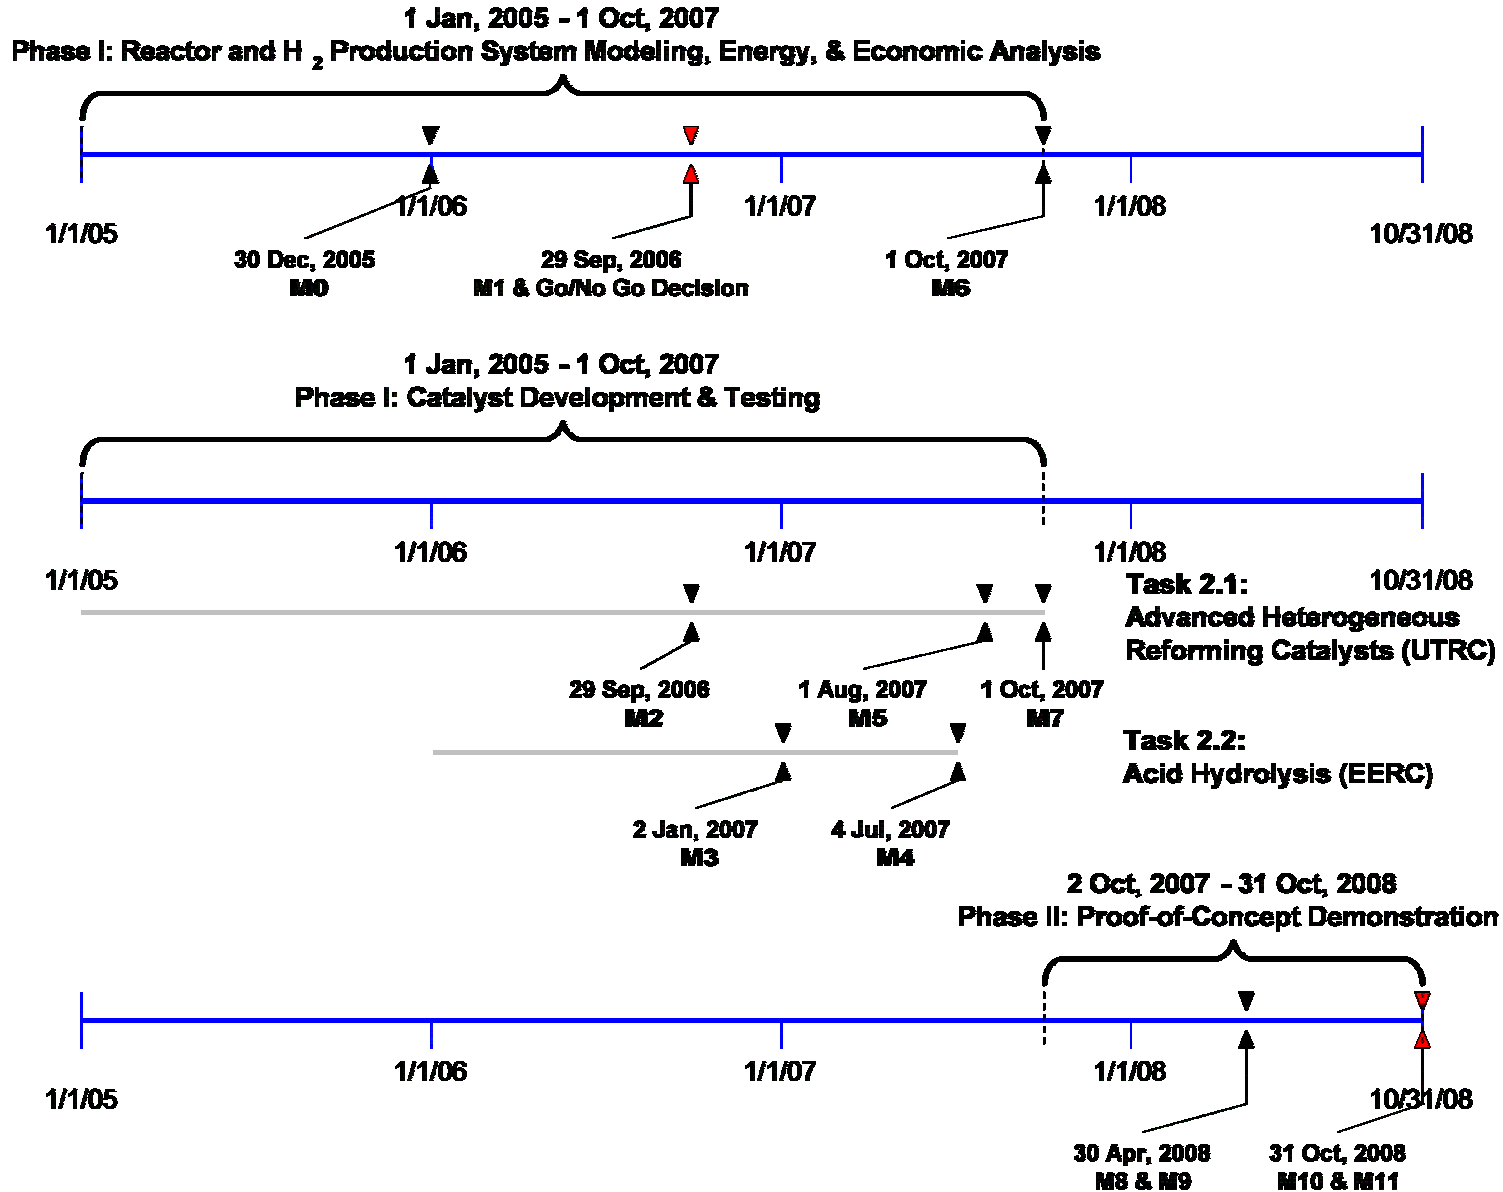 1 Jan, 2005 - 1 Oct, 2007
Phase I: Reactor and H2 Production System Modeling, Energy, & Economic Analysis
1/1/06
1/1/07
1/1/08
1/1/05
10/31/08
30 Dec, 2005
M0
29 Sep, 2006
M1 & Go/No Go Decision
1 Oct, 2007
M6
1 Jan, 2005 - 1 Oct, 2007
Phase I: Catalyst Development & Testing
1/1/06
1/1/07
1/1/08
1/1/05
10/31/08
Task 2.1:
Advanced Heterogeneous
Reforming Catalysts (UTRC)
29 Sep, 2006
M2
1 Aug, 2007
M5
1 Oct, 2007
M7
Task 2.2:
Acid Hydrolysis (EERC)
2 Jan, 2007
M3
4 Jul, 2007
M4
2 Oct, 2007 - 31 Oct, 2008
Phase II: Proof-of-Concept Demonstration
1/1/06
1/1/07
1/1/08
1/1/05
10/31/08
30 Apr, 2008
M8 & M9
31 Oct, 2008
M10 & M11